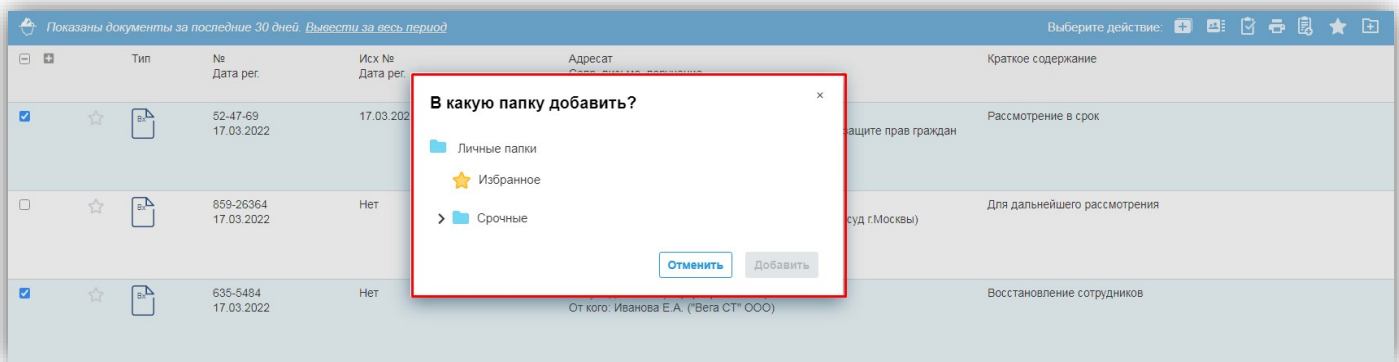 Показаны документы за последние 30 дней. Вывести за весь период
Выберите действие:
Тип
№
Дата рег.
Исх №
Дата рег.
Адресат
Краткое содержание
В какую папку добавить?
×
Личные папки
Избранное
Срочные
Отменить
Добавить
Вх
52-47-69
17.03.2022
17.03.202
защите прав граждан
Рассмотрение в срок
Вх
859-26364
17.03.2022
Нет
суд г.Москвы)
Для дальнейшего рассмотрения
Вх
635-5484
17.03.2022
Нет
От кого: Иванова Е.А. ("Вега СТ" ООО)
Восстановление сотрудников